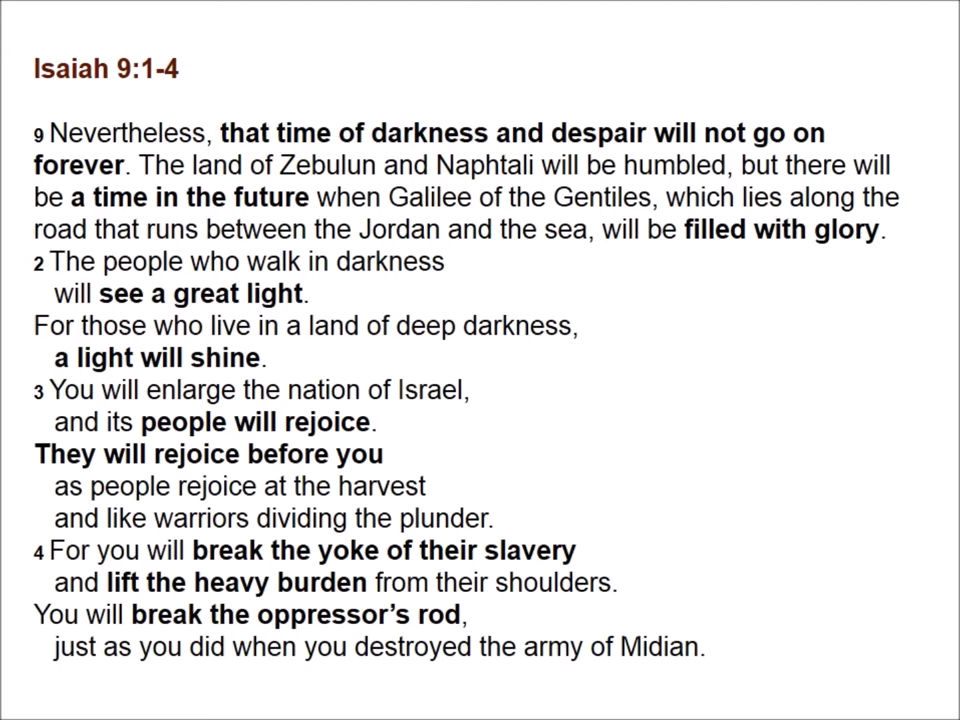 Isaiah 9:1-4
9 Nevertheless, that time of darkness and despair will not go on
forever. The land of Zebulun and Naphtali will be humbled, but there will
be a time in the future when Galilee of the Gentiles, which lies along the
road that runs between the Jordan and the sea, will be filled with glory.
2 The people who walk in darkness
will see a great light.
For those who live in a land of deep darkness,
a light will shine.
3 You will enlarge the nation of Israel,
and its people will rejoice.
They will rejoice before you
as people rejoice at the harvest
and like warriors dividing the plunder.
4 For you will break the yoke of their slavery
and lift the heavy burden from their shoulders.
You will break the oppressor’s rod,
just as you did when you destroyed the army of Midian.